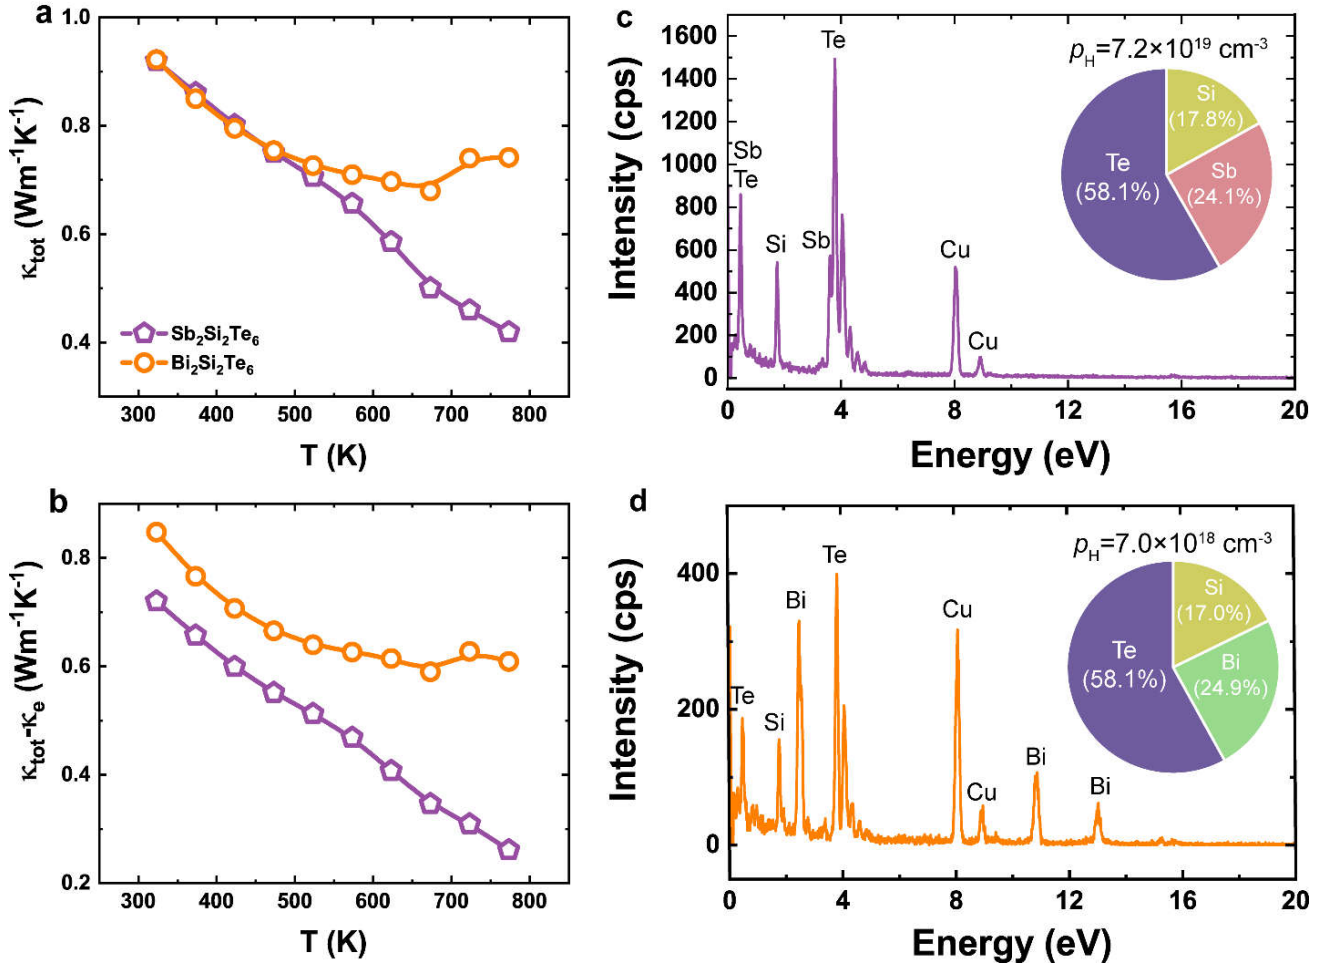 a
1.0
0.8
0.6
0.4
κtot (Wm⁻¹K⁻¹)
Sb₂Si₂Te₆
Bi₂Si₂Te₆
300 400 500 600 700 800
T (K)
b
0.8
0.6
0.4
0.2
κtot-κe (Wm⁻¹K⁻¹)
300 400 500 600 700 800
T (K)
c
1600
1400
1200
1000
800
600
400
200
0
Intensity (cps)
pH=7.2×10¹⁹ cm⁻³
Te
Sb
Te
Si
Sb
Cu
Cu
Si
(17.8%)
Te
(58.1%)
Sb
(24.1%)
0 4 8 12 16 20
Energy (eV)
d
400
200
0
Intensity (cps)
pH=7.0×10¹⁸ cm⁻³
Te
Bi
Cu
Te
Si
Cu
Bi
Bi
Si
(17.0%)
Te
(58.1%)
Bi
(24.9%)
0 4 8 12 16 20
Energy (eV)